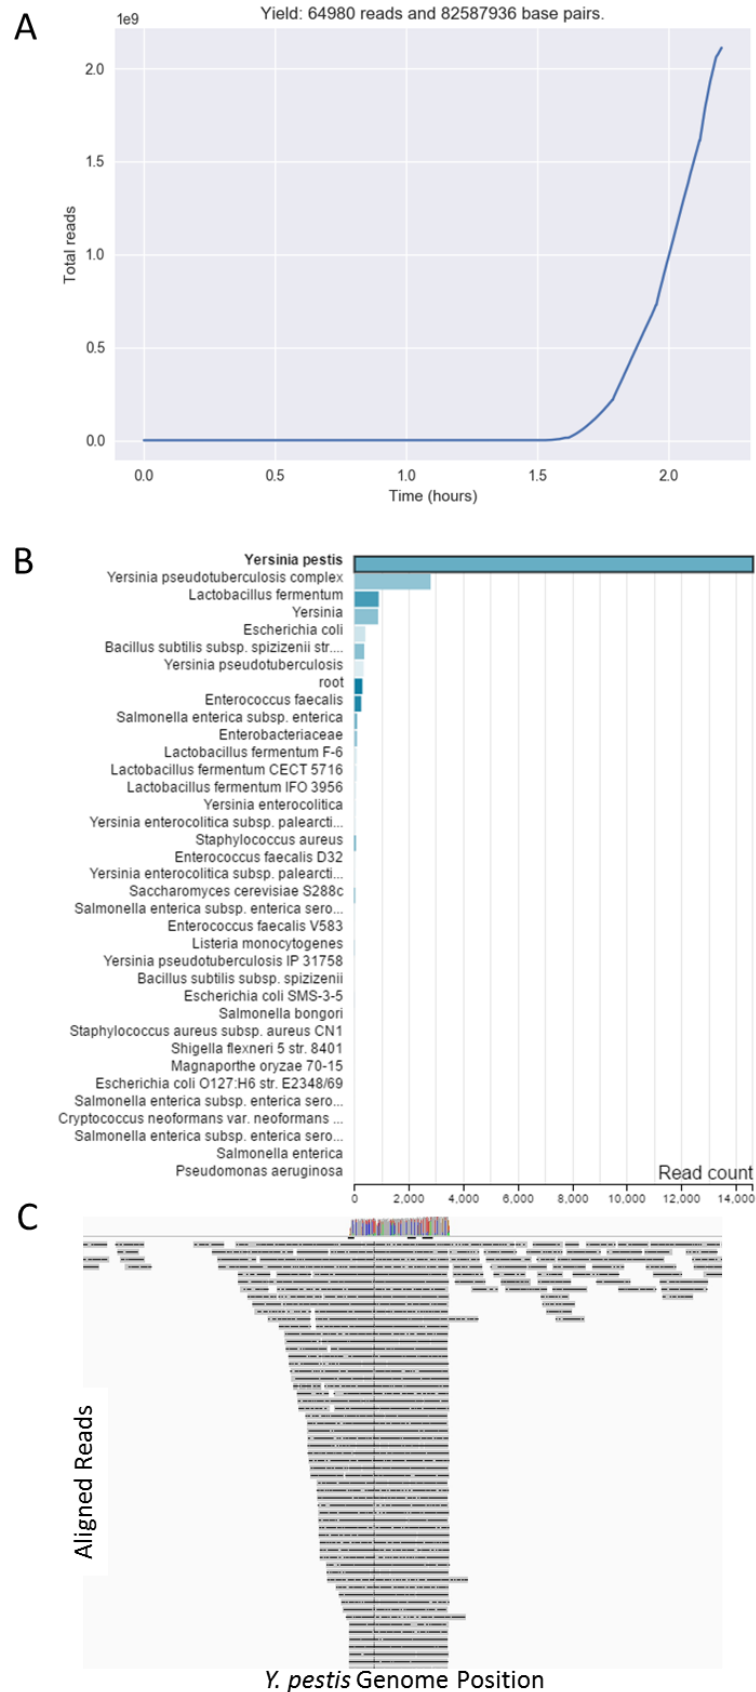 A
Yield: 64980 reads and 82587936 base pairs.
1e9
2.0
1.5
1.0
0.5
0.0
Total reads
0.0 0.5 1.0 1.5 2.0
Time (hours)
B
Yersinia pestis
Yersinia pseudotuberculosis complex
Lactobacillus fermentum
Yersinia
Escherichia coli
Bacillus subtilis subsp. spizizenii str....
Yersinia pseudotuberculosis
root
Enterococcus faecalis
Salmonella enterica subsp. enterica
Enterobacteriaceae
Lactobacillus fermentum F-6
Lactobacillus fermentum CECT 5716
Lactobacillus fermentum IFO 3956
Yersinia enterocolitica
Yersinia enterocolitica subsp. palearcti...
Staphylococcus aureus
Enterococcus faecalis D32
Yersinia enterocolitica subsp. palearcti...
Saccharomyces cerevisiae S288c
Salmonella enterica subsp. enterica sero...
Enterococcus faecalis V583
Listeria monocytogenes
Yersinia pseudotuberculosis IP 31758
Bacillus subtilis subsp. spizizenii
Escherichia coli SMS-3-5
Salmonella bongori
Staphylococcus aureus subsp. aureus CN1
Shigella flexneri 5 str. 8401
Magnaporthe oryzae 70-15
Escherichia coli O127:H6 str. E2348/69
Salmonella enterica subsp. enterica sero...
Cryptococcus neoformans var. neoformans ...
Salmonella enterica subsp. enterica sero...
Salmonella enterica
Pseudomonas aeruginosa
Read count
0 2,000 4,000 6,000 8,000 10,000 12,000 14,000
C
Aligned Reads
Y. pestis Genome Position